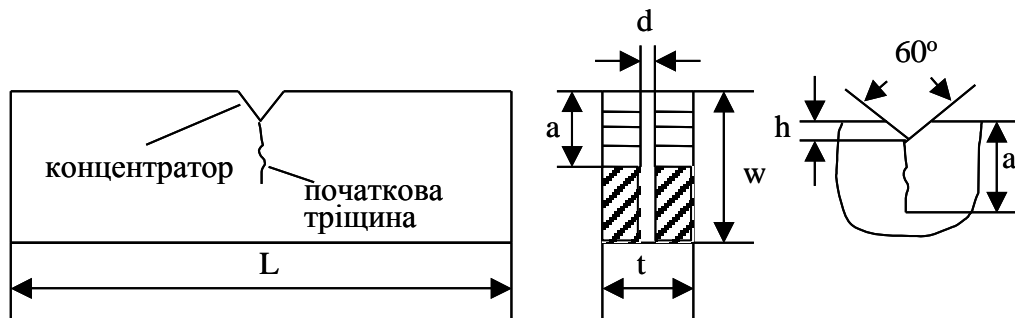 d
60º
a
h
a
w
концентратор
початкова
тріщина
L
t